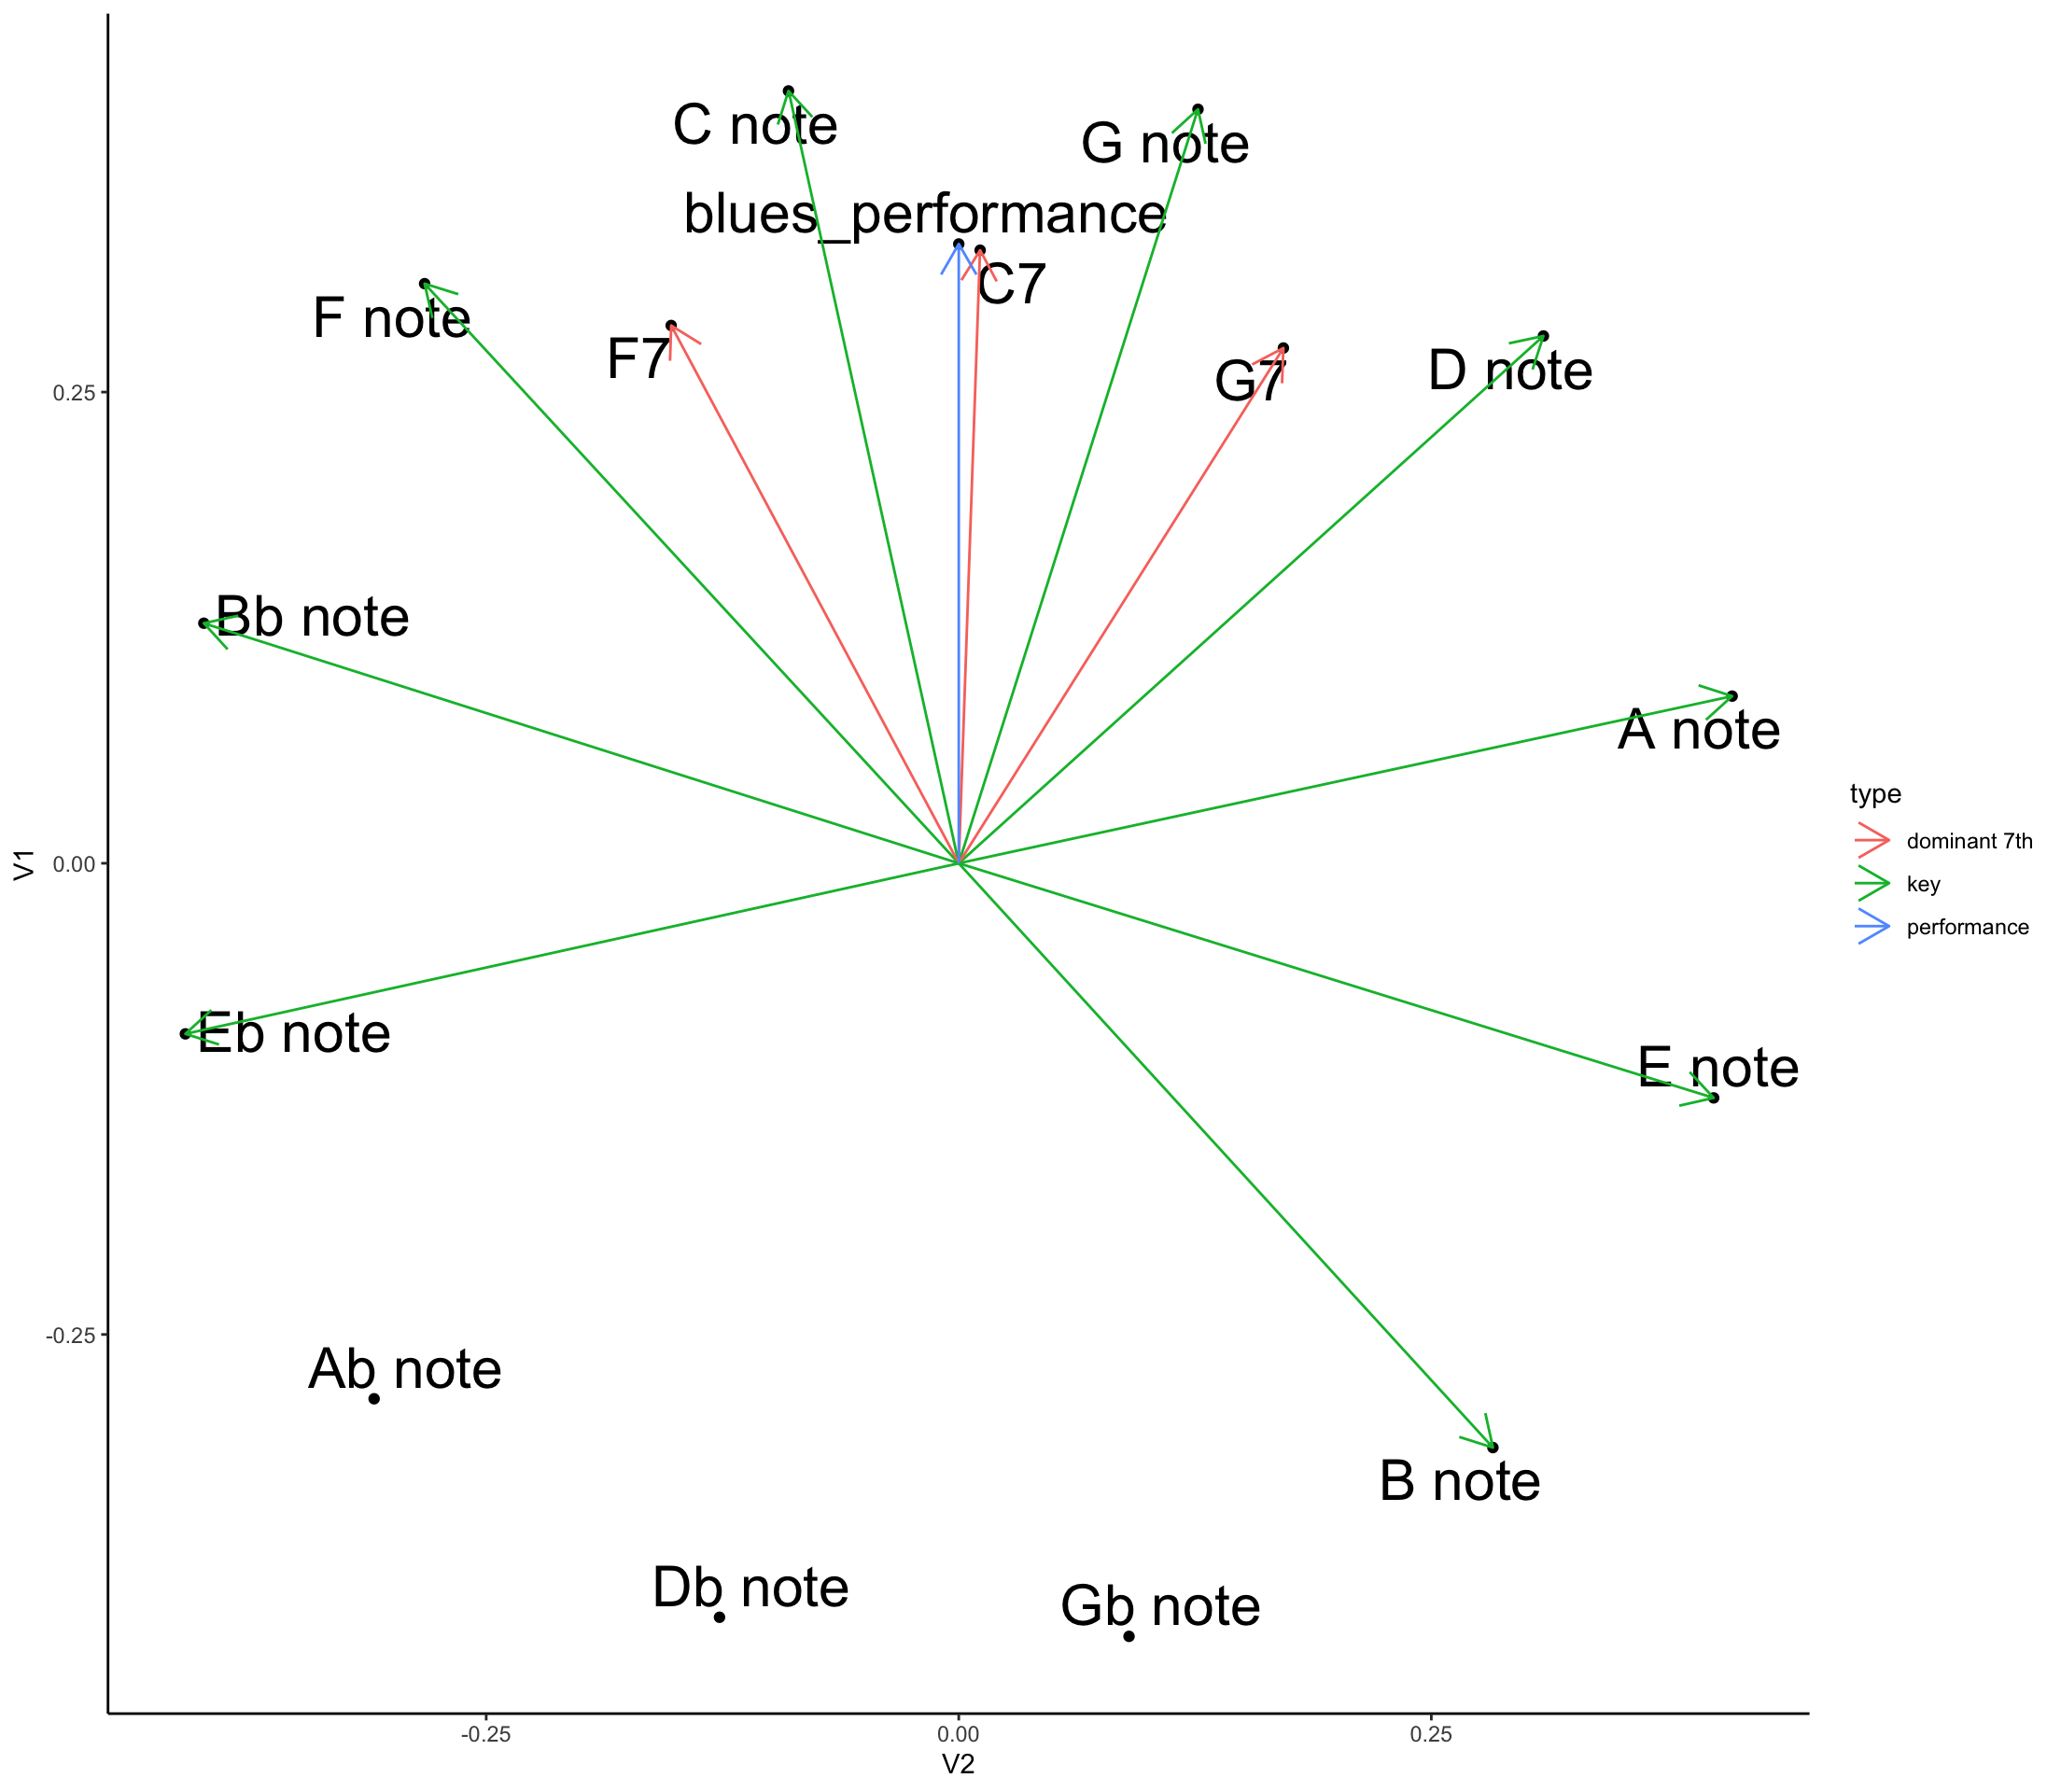 C note
G note
blues_performance
C7
F note
F7
G7
D note
0.25
Bb note
A note
type
dominant 7th
key
performance
V1
0.00
Eb note
E note
-0.25
Ab note
B note
Db note
Gb note
-0.25
0.00
0.25
V2